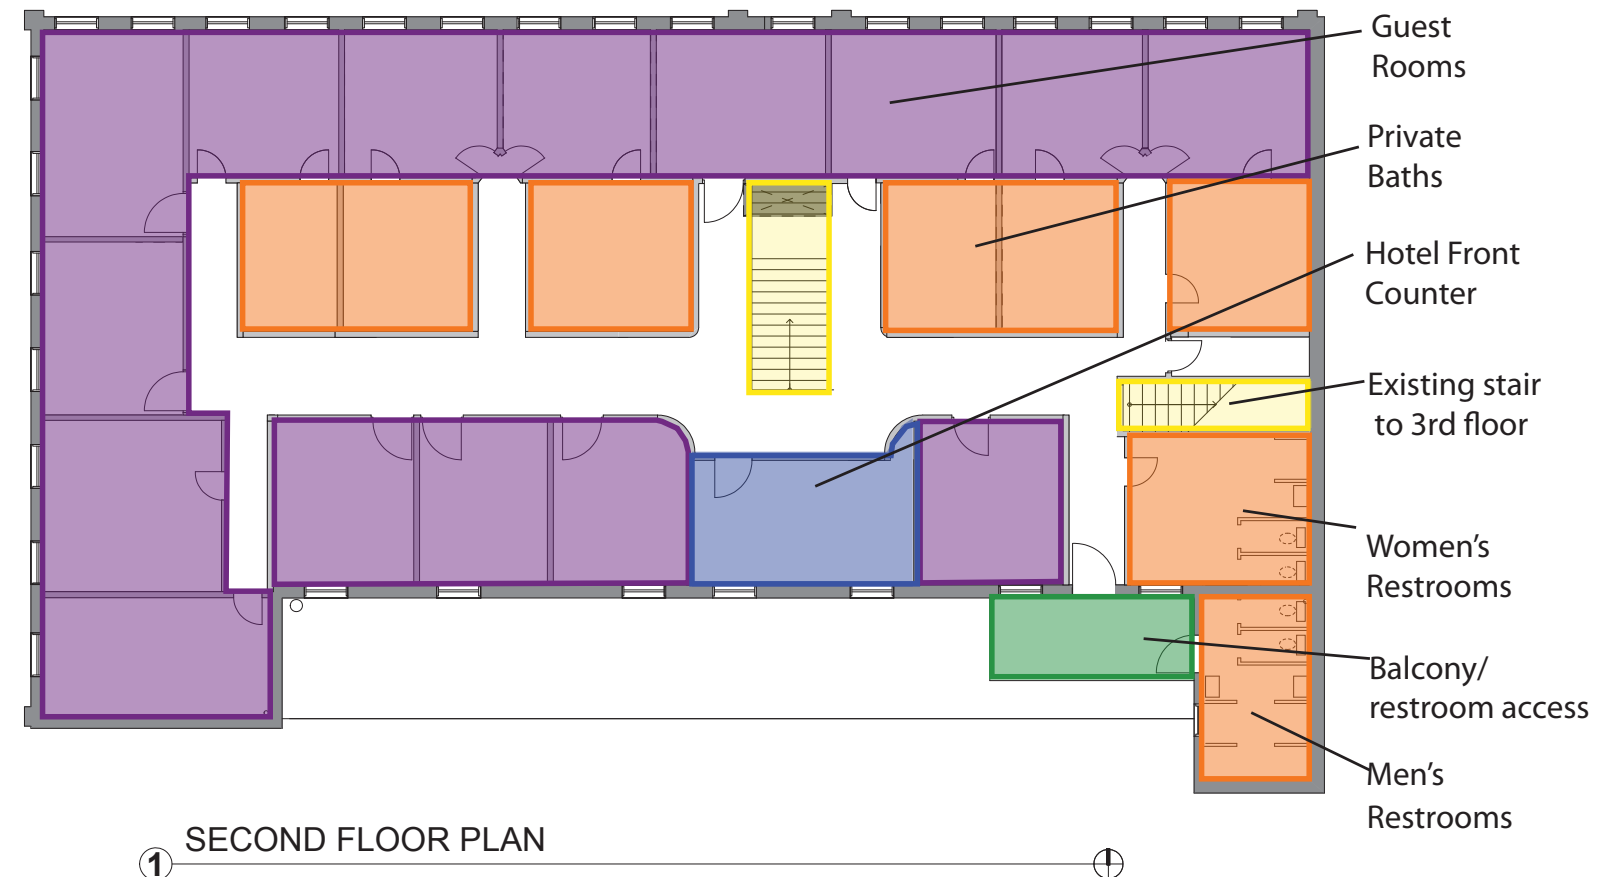 Guest
Rooms
Private
Baths
Hotel Front
Counter
Existing stair
to 3rd floor
Women's
Restrooms
Balcony/
restroom access
Men's
Restrooms
SECOND FLOOR PLAN
1